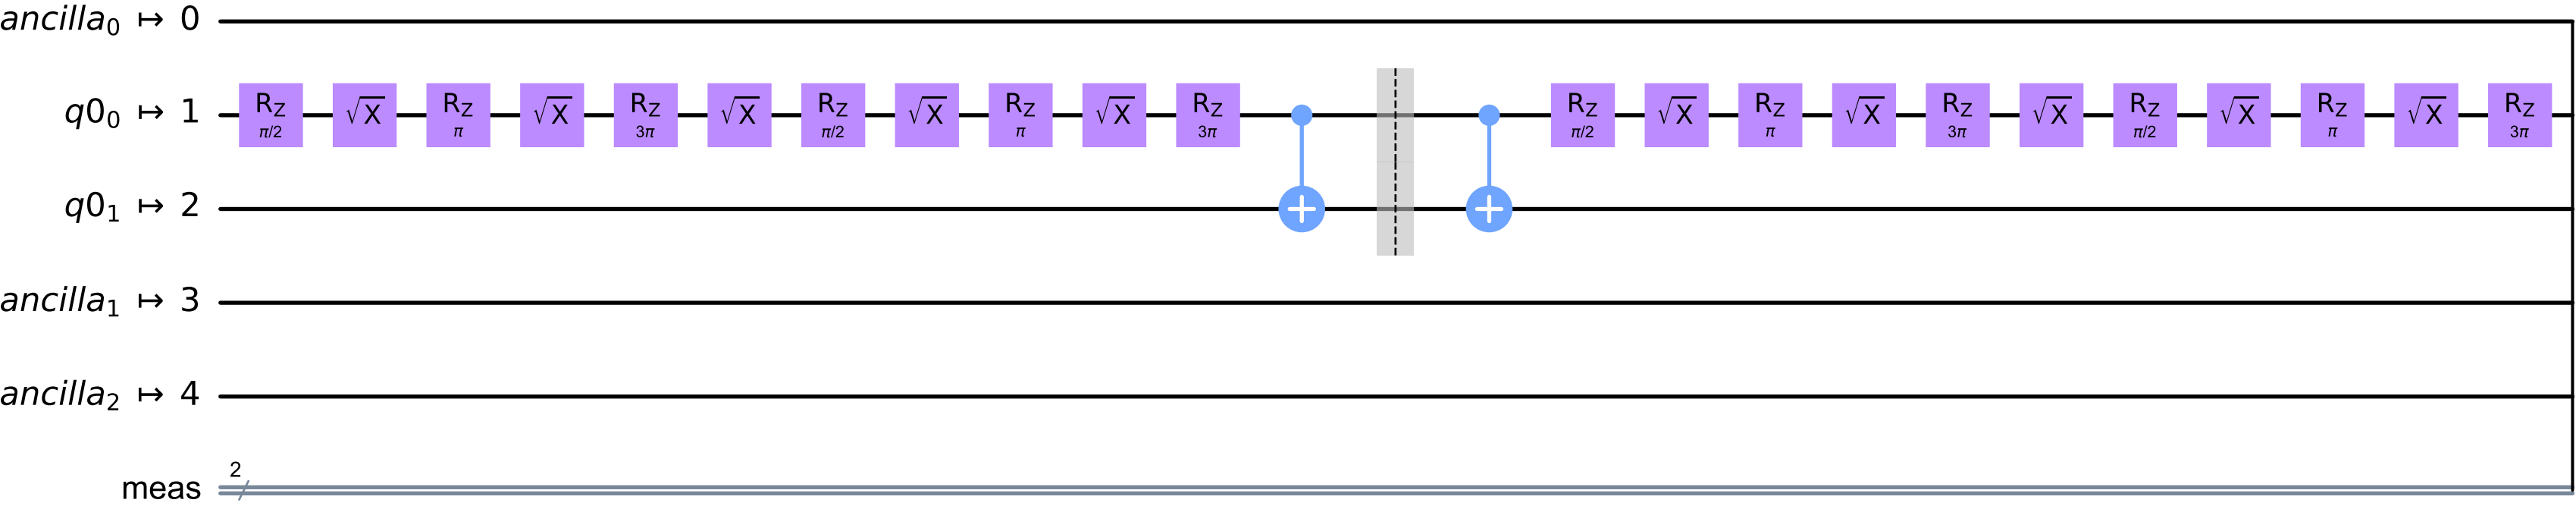 ancilla₀ ↦ 0
q0₀ ↦ 1 R_Z π/2 √X R_Z π √X R_Z 3π √X R_Z π/2 √X R_Z π √X R_Z 3π R_Z π/2 √X R_Z π √X R_Z 3π √X R_Z π/2 √X R_Z π √X R_Z 3π
q0₁ ↦ 2
ancilla₁ ↦ 3
ancilla₂ ↦ 4
meas 2